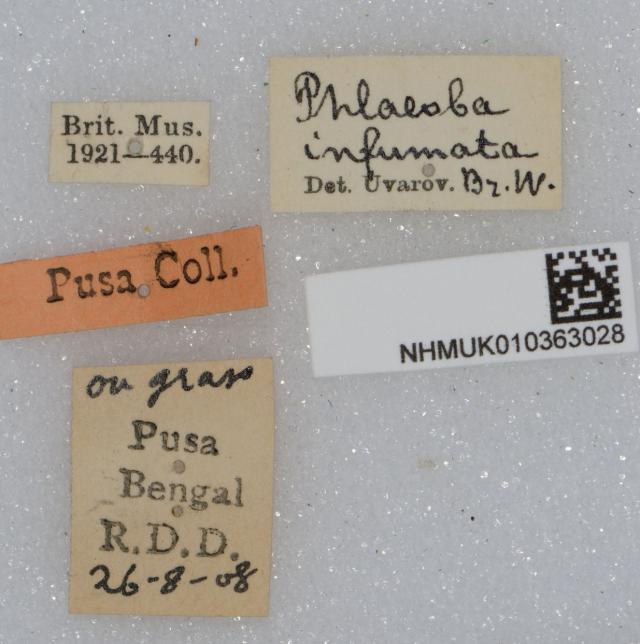 Brit. Mus.
1921—440.
Phlaeoba
infumata
Det. Uvarov. Br. W.
Pusa Coll.
NHMUK010363028
on grass
Pusa
Bengal
R.D.D.
26-8-08